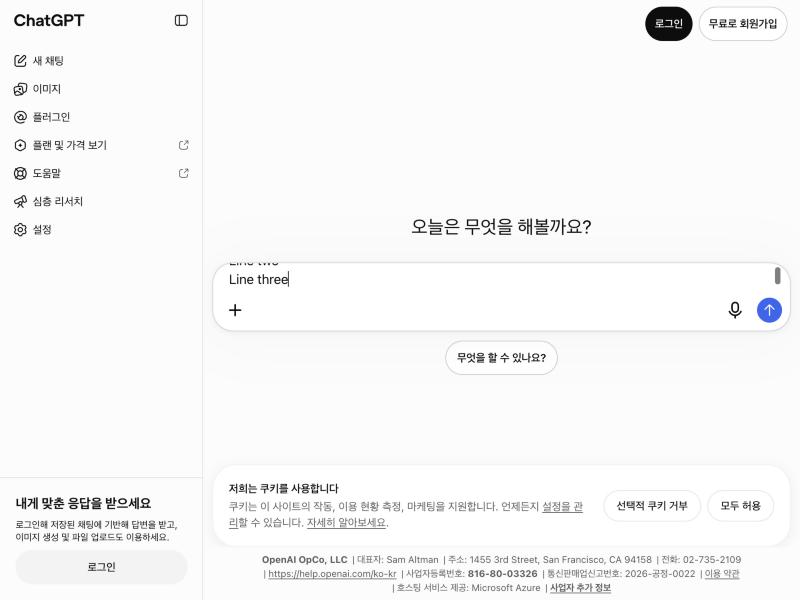 ChatGPT
새 채팅
이미지
플러그인
플랜 및 가격 보기
도움말
심층 리서치
설정
내게 맞춘 응답을 받으세요
로그인해 저장된 채팅에 기반해 답변을 받고,
이미지 생성 및 파일 업로드도 이용하세요.
로그인
로그인
무료로 회원가입
오늘은 무엇을 해볼까요?
Line two
Line three
무엇을 할 수 있나요?
저희는 쿠키를 사용합니다
쿠키는 이 사이트의 작동, 이용 현황 측정, 마케팅을 지원합니다. 언제든지 설정을 관
리할 수 있습니다. 자세히 알아보세요.
선택적 쿠키 거부
모두 허용
OpenAI OpCo, LLC | 대표자: Sam Altman | 주소: 1455 3rd Street, San Francisco, CA 94158 | 전화: 02-735-2109
| https://help.openai.com/ko-kr | 사업자등록번호: 816-80-03326 | 통신판매업신고번호: 2026-공정-0022 | 이용 약관
| 호스팅 서비스 제공: Microsoft Azure | 사업자 추가 정보